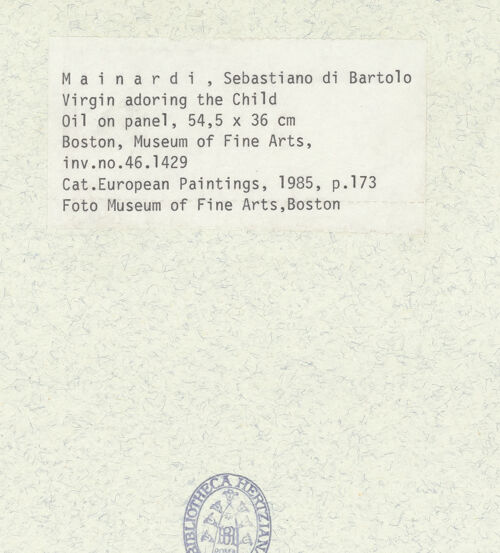 M a i n a r d i , Sebastiano di Bartolo
Virgin adoring the Child
Oil on panel, 54,5 x 36 cm
Boston, Museum of Fine Arts,
inv.no.46.1429
Cat.European Paintings, 1985, p.173
Foto Museum of Fine Arts,Boston
BIBLIOTHECA HERTZIANA
ROMA